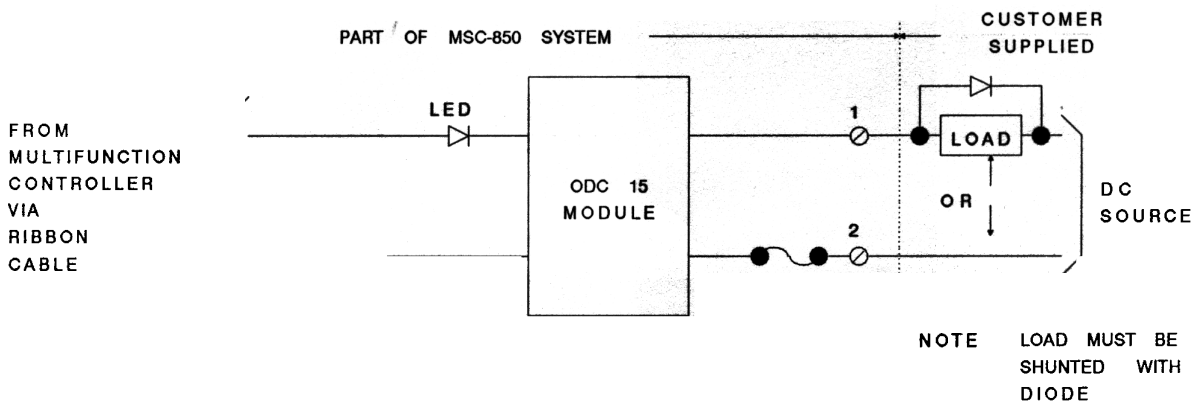 PART OF MSC-850 SYSTEM
CUSTOMER
SUPPLIED
LED
1
LOAD
FROM
MULTIFUNCTION
CONTROLLER
VIA
RIBBON
CABLE
ODC 15
MODULE
OR
DC
SOURCE
2
NOTE LOAD MUST BE
SHUNTED WITH
DIODE